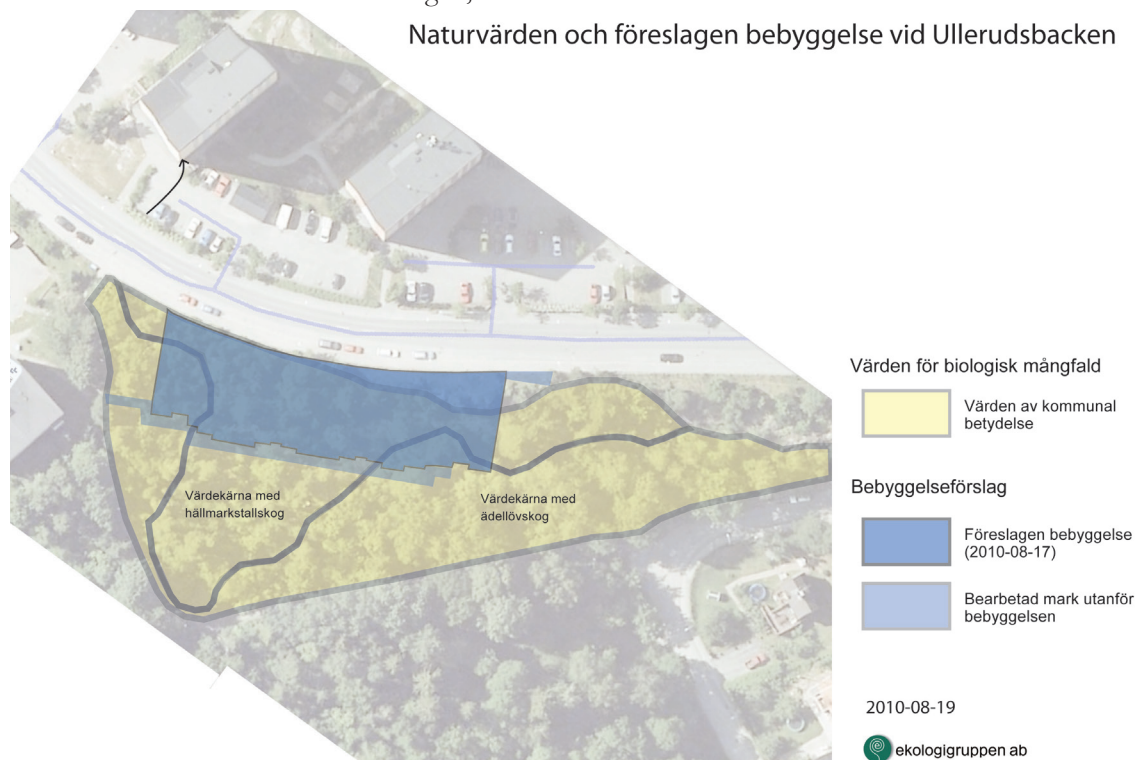 Naturvärden och föreslagen bebyggelse vid Ullerudsbacken
Värdekärna med
hällmarkstallskog
Värdekärna med
ädellövskog
Värden för biologisk mångfald
Värden av kommunal
betydelse
Bebyggelseförslag
Föreslagen bebyggelse
(2010-08-17)
Bearbetad mark utanför
bebyggelsen
2010-08-19
ekologigruppen ab